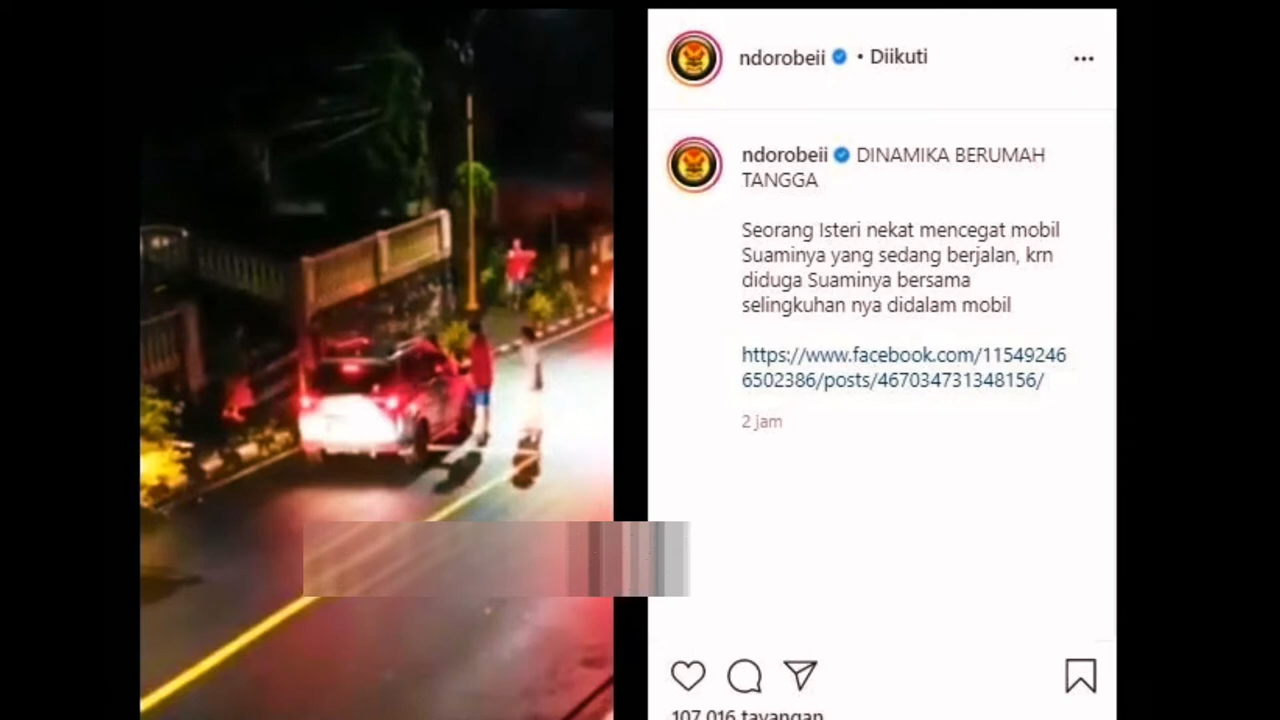 ndorobeii • Diikuti
ndorobeii DINAMIKA BERUMAH
TANGGA
Seorang Isteri nekat mencegat mobil
Suaminya yang sedang berjalan, krn
diduga Suaminya bersama
selingkuhan nya didalam mobil
https://www.facebook.com/11549246
6502386/posts/467034731348156/
2 jam
107.016 tayangan